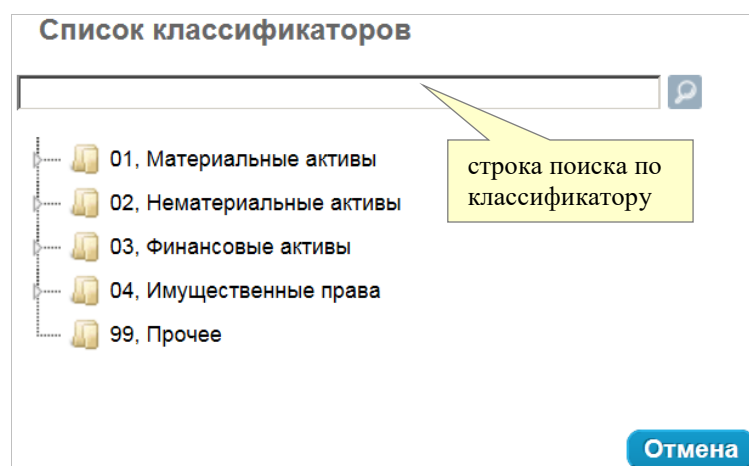 Список классификаторов
строка поиска по
классификатору
01, Материальные активы
02, Нематериальные активы
03, Финансовые активы
04, Имущественные права
99, Прочее
Отмена